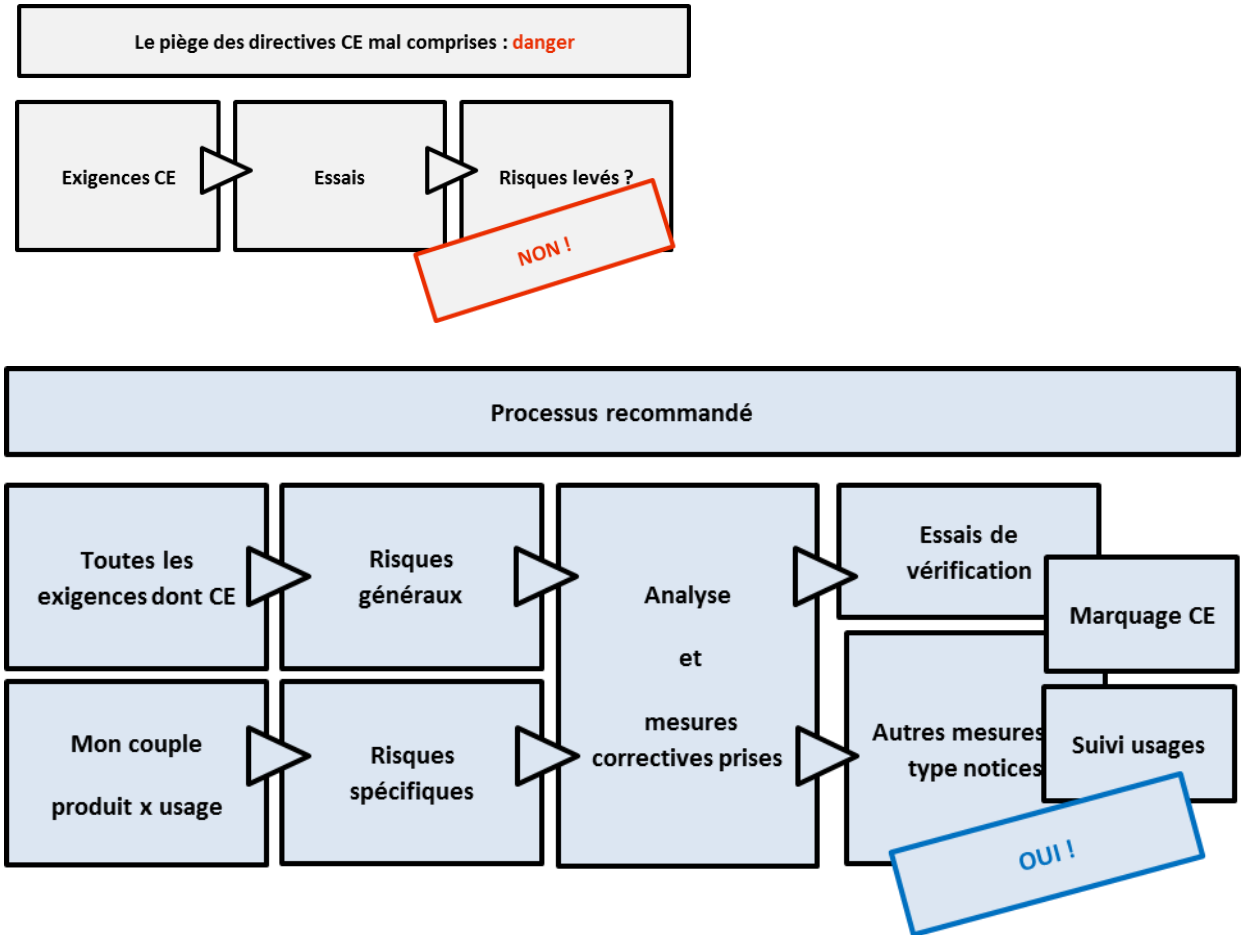 Le piège des directives CE mal comprises : danger
Exigences CE
Essais
Risques levés ?
NON !
Processus recommandé
Toutes les
exigences dont CE
Risques
généraux
Analyse
et
mesures
correctives prises
Essais de
vérification
Marquage CE
Mon couple
produit x usage
Risques
spécifiques
Autres mesures
type notices
Suivi usages
OUI !